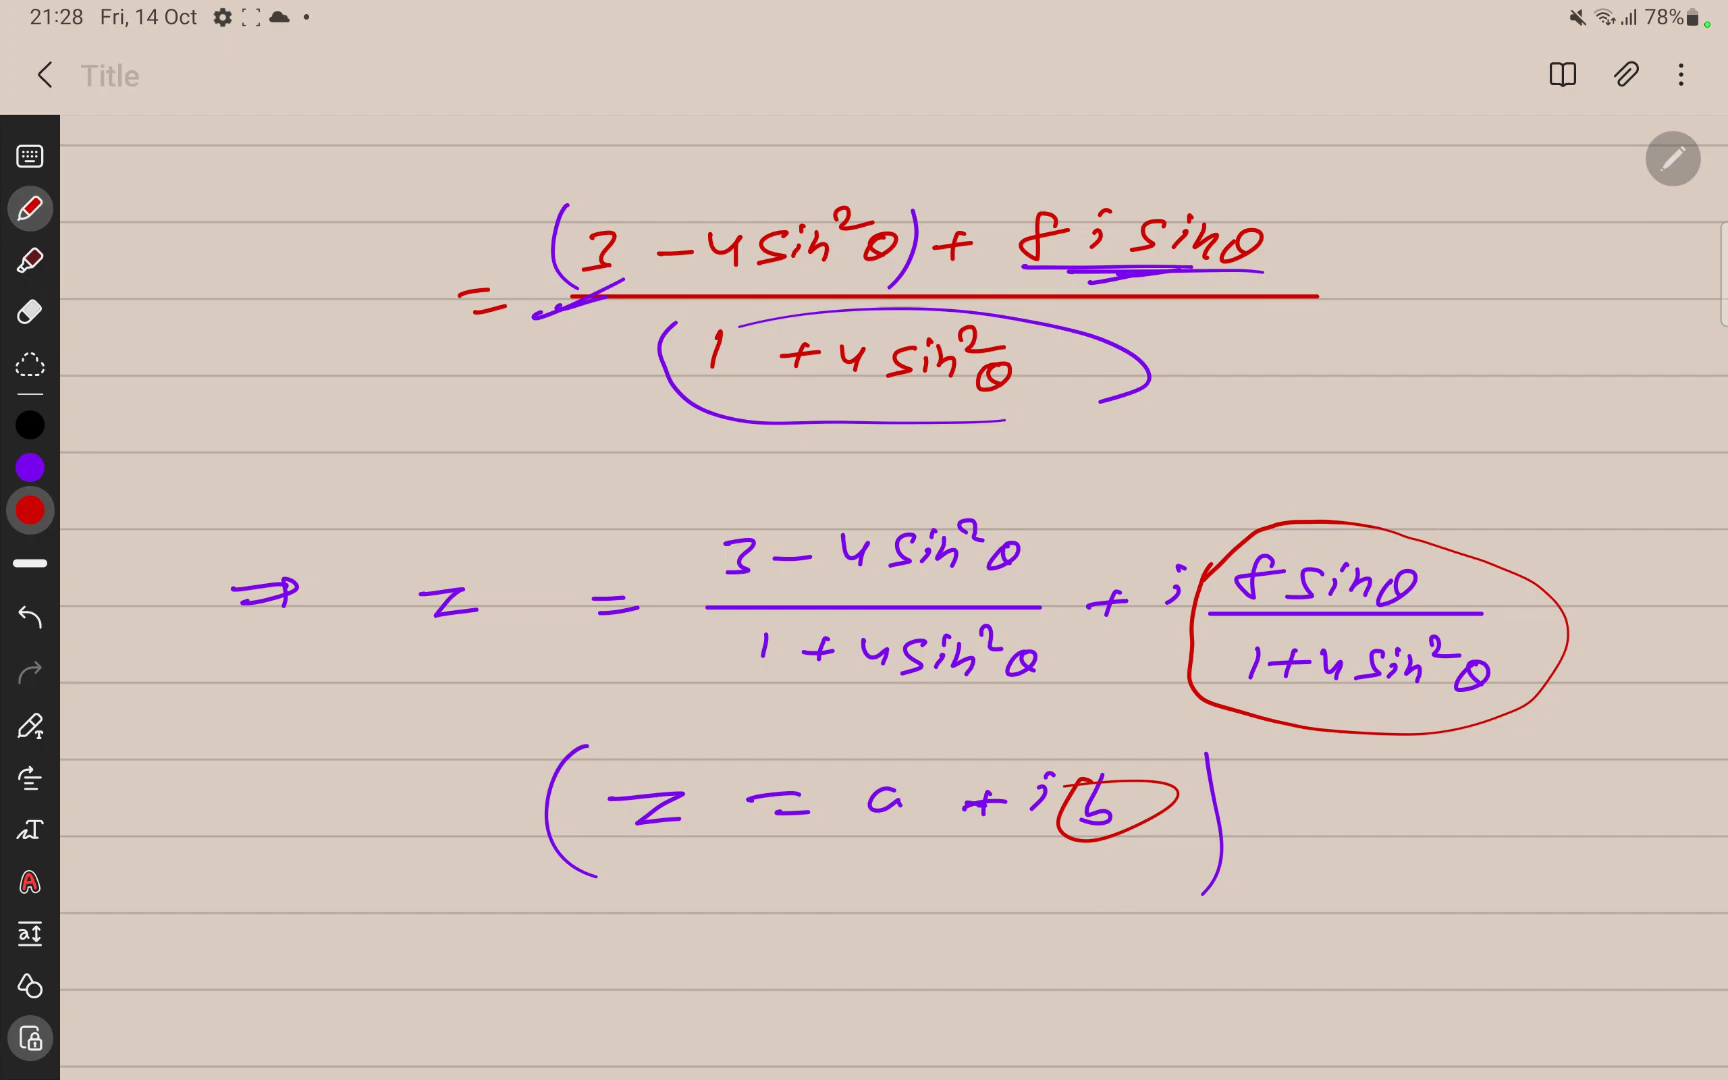 21:28 Fri, 14 Oct 78%
Title
= (3 − 4 sin²θ) + 8 i sinθ
1 + 4 sin²θ
⇒ z = 3 − 4 sin²θ / 1 + 4 sin²θ + i 8 sinθ / 1 + 4 sin²θ
( z = a + i b )